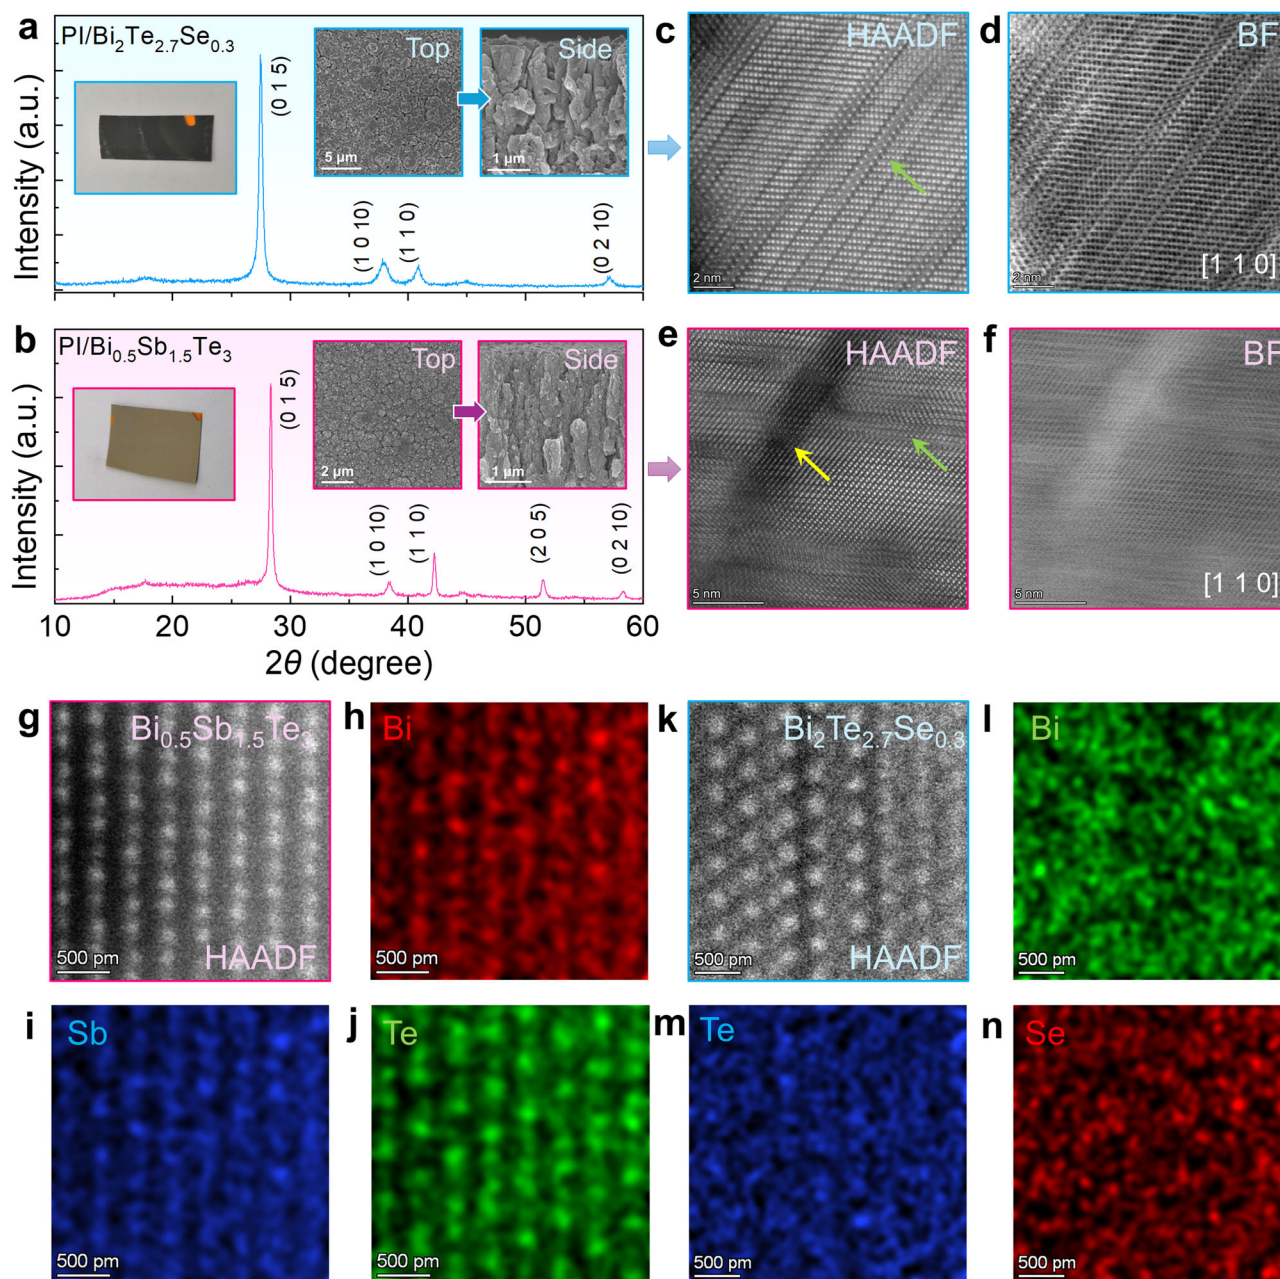 a
PI/Bi₂Te₂.₇Se₀.₃
Intensity (a.u.)
(0 1 5)
Top
5 μm
Side
1 μm
(1 0 10)
(1 1 0)
(0 2 10)
c
HAADF
2 nm
d
BF
2 nm
[1 1 0]
b
PI/Bi₀.₅Sb₁.₅Te₃
Intensity (a.u.)
(0 1 5)
Top
2 μm
Side
1 μm
(1 0 10)
(1 1 0)
(2 0 5)
(0 2 10)
10 20 30 40 50 60
2θ (degree)
e
HAADF
5 nm
f
BF
5 nm
[1 1 0]
g
Bi₀.₅Sb₁.₅Te₃
500 pm
HAADF
h
Bi
500 pm
k
Bi₂Te₂.₇Se₀.₃
500 pm
HAADF
l
Bi
500 pm
i
Sb
500 pm
j
Te
500 pm
m
Te
500 pm
n
Se
500 pm